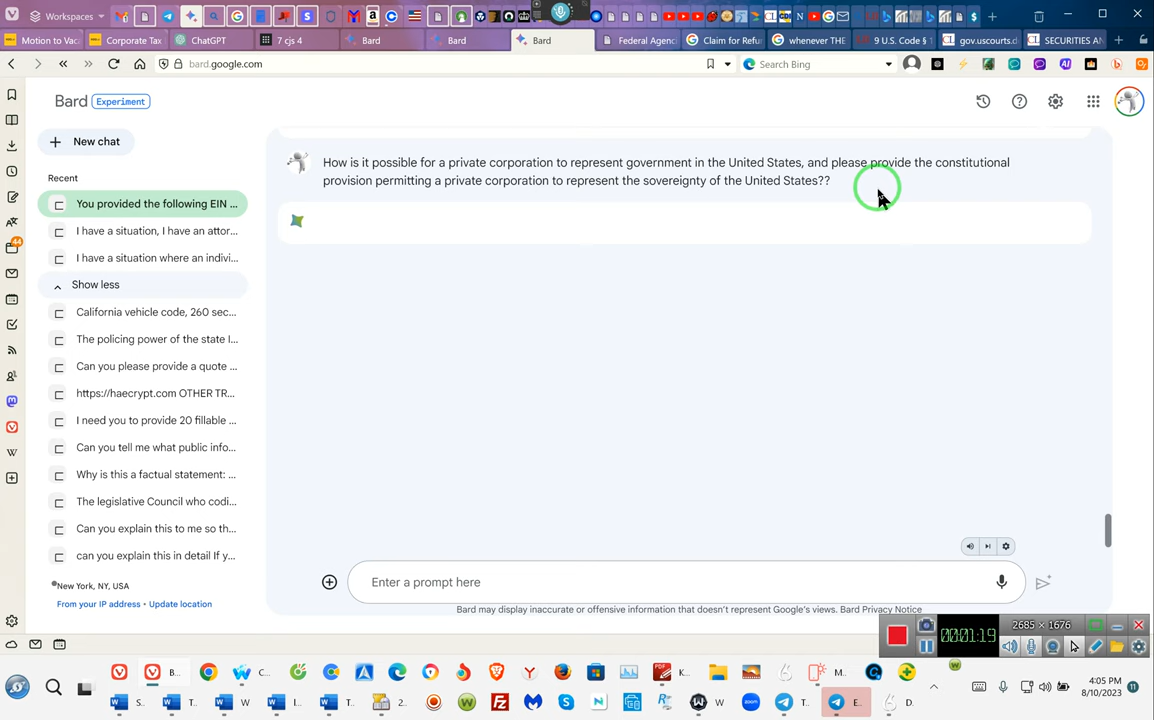 Workspaces
Motion to Vac
Corporate Tax
ChatGPT
7 cjs 4
Bard
Bard
Bard
Federal Agenc
Claim for Refu
whenever THE
9 U.S. Code §
gov.uscourts.d
SECURITIES AN
bard.google.com
Search Bing
Bard
Experiment
New chat
Recent
You provided the following EIN ...
I have a situation, I have an attor...
I have a situation where an indivi...
Show less
California vehicle code, 260 sec...
The policing power of the state I...
Can you please provide a quote ...
https://haecrypt.com OTHER TR...
I need you to provide 20 fillable ...
Can you tell me what public info...
Why is this a factual statement: ...
The legislative Council who codi...
Can you explain this to me so th...
can you explain this in detail If y...
New York, NY, USA
From your IP address • Update location
How is it possible for a private corporation to represent government in the United States, and please provide the constitutional
provision permitting a private corporation to represent the sovereignty of the United States??
Enter a prompt here
Bard may display inaccurate or offensive information that doesn't represent Google's views. Bard Privacy Notice
2685 × 1676
000:1:19
44
B...
C...
K...
M...
4:05 PM
8/10/2023
S...
T...
W
I...
T...
2...
W
T...
E...
D.